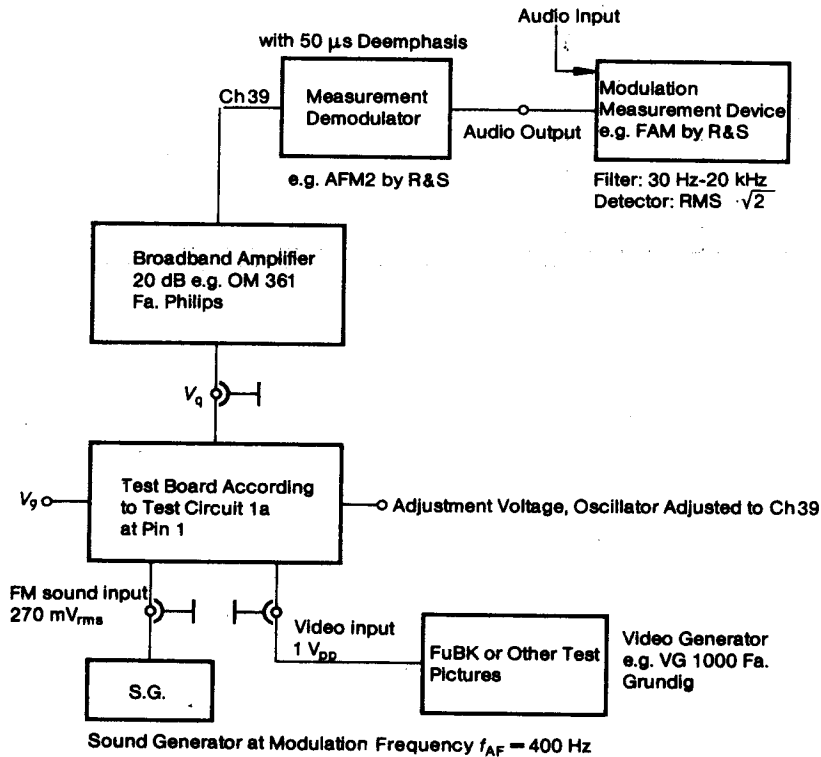 Audio Input
with 50 μs Deemphasis
Ch 39
Measurement
Demodulator
Audio Output
Modulation
Measurement Device
e.g. FAM by R&S
e.g. AFM2 by R&S
Filter: 30 Hz-20 kHz
Detector: RMS ·√2
Broadband Amplifier
20 dB e.g. OM 361
Fa. Philips
Vq
Test Board According
to Test Circuit 1a
at Pin 1
Vg
Adjustment Voltage, Oscillator Adjusted to Ch 39
FM sound input
270 mVrms
Video input
1 Vpp
FuBK or Other Test
Pictures
Video Generator
e.g. VG 1000 Fa.
Grundig
S.G.
Sound Generator at Modulation Frequency fAF = 400 Hz